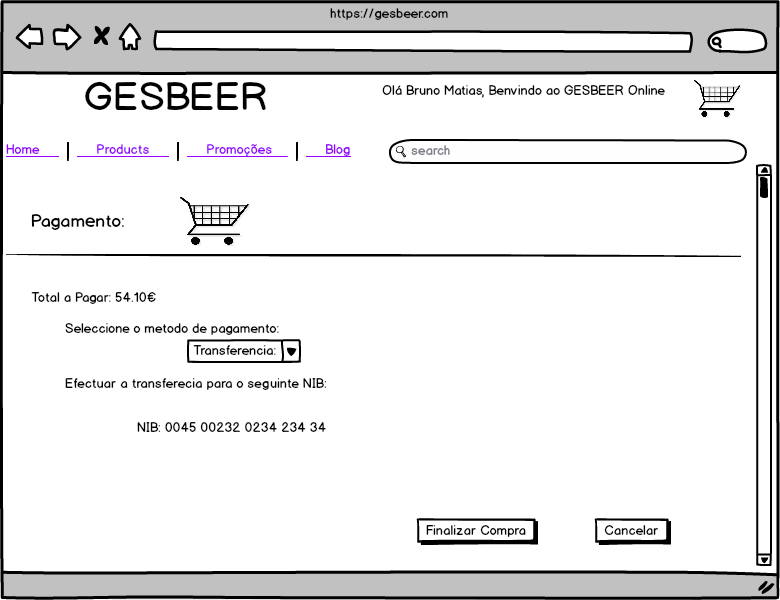 https://gesbeer.com
GESBEER
Olá Bruno Matias, Benvindo ao GESBEER Online
Home Products Promoções Blog
search
Pagamento:
Total a Pagar: 54.10€
Seleccione o metodo de pagamento:
Transferencia:
Efectuar a transferecia para o seguinte NIB:
NIB: 0045 00232 0234 234 34
Finalizar Compra Cancelar